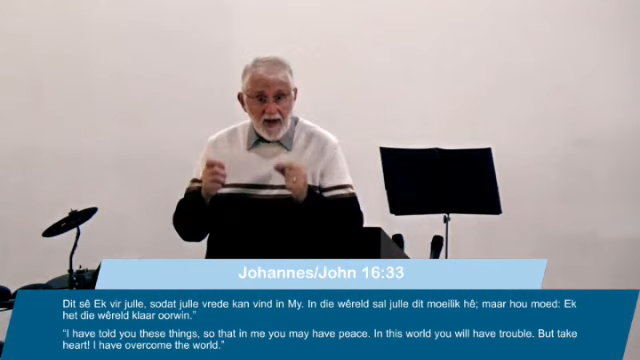 Johannes/John 16:33
Dit sê Ek vir julle, sodat julle vrede kan vind in My. In die wêreld sal julle dit moeilik hê; maar hou moed: Ek
het die wêreld klaar oorwin.”
“I have told you these things, so that in me you may have peace. In this world you will have trouble. But take
heart! I have overcome the world.”